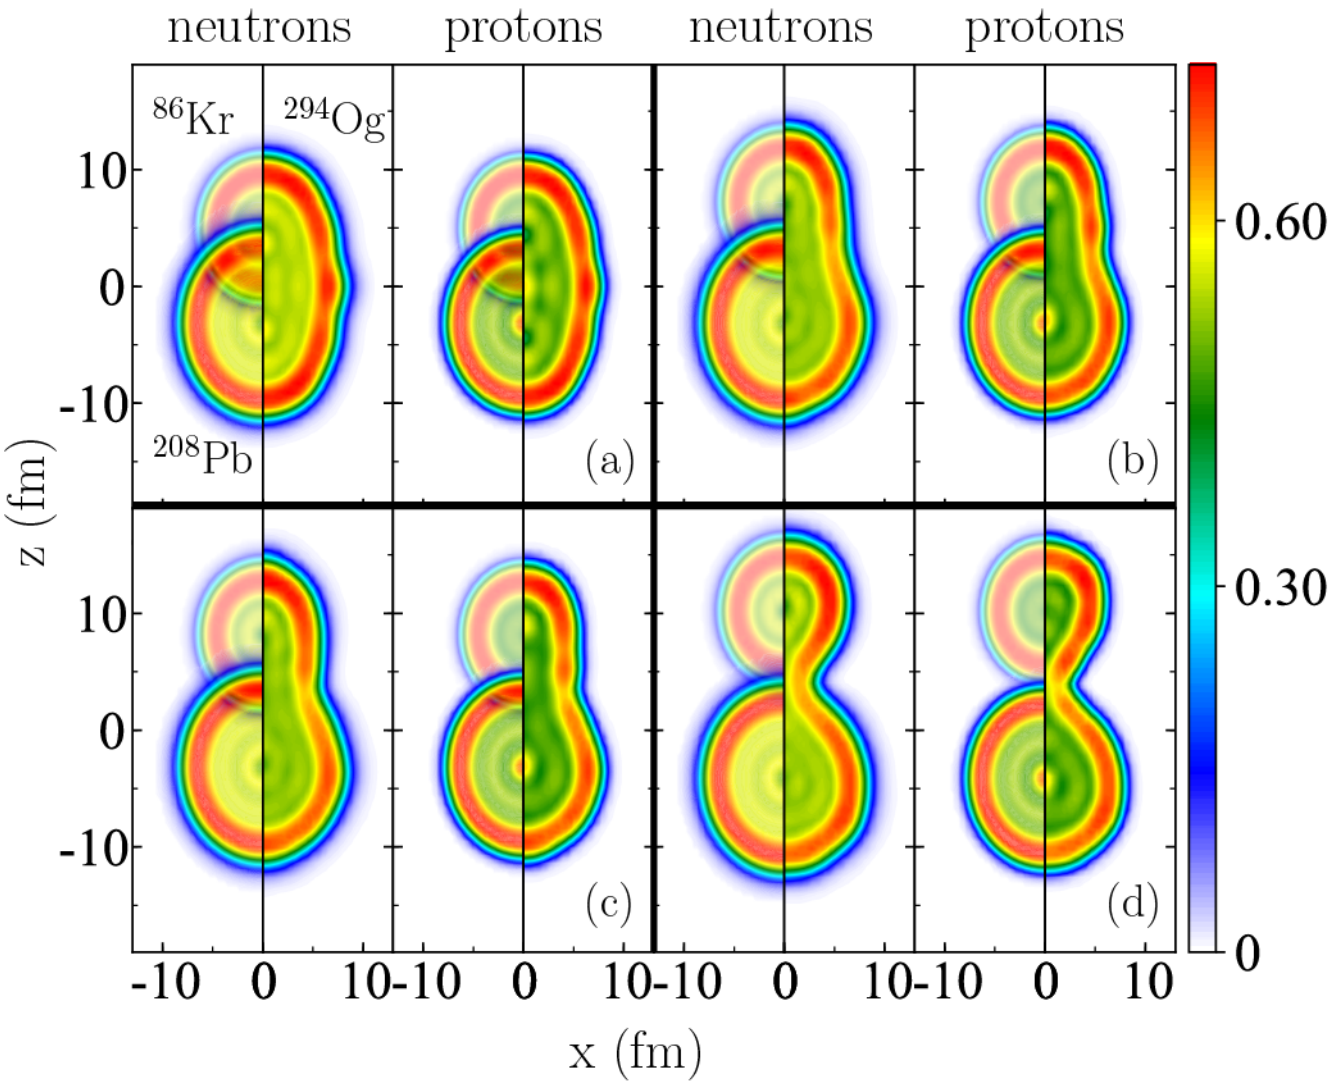 neutrons protons neutrons protons
⁸⁶Kr ²⁹⁴Og
10
0.60
0
-10
²⁰⁸Pb (a) (b)
z (fm)
0.30
10
0
-10
(c) (d)
0
-10 0 10 -10 0 10 -10 0 10 -10 0 10
x (fm)